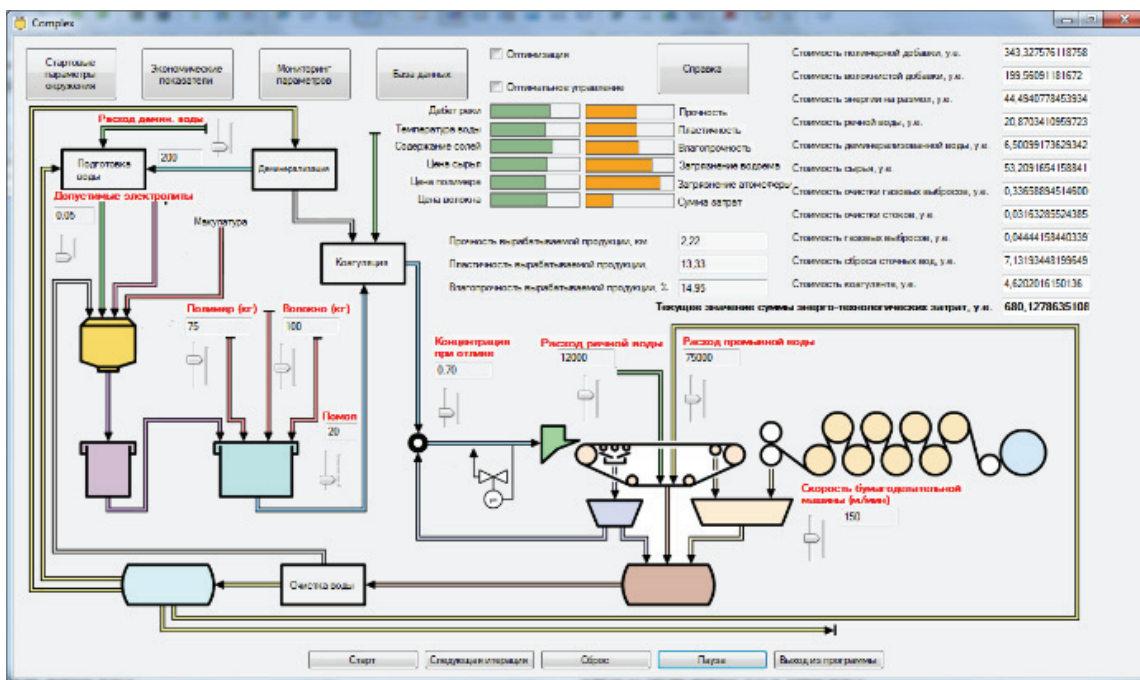 Complex
Стартовые
параметры
окружения
Экономические
показатели
Мониторинг
параметров
База данных
Оптимизация
Оптимальное управление
Справка
Дебет реки
Температура воды
Содержание солей
Цена сырья
Цена полимера
Цена волокна
Прочность
Пластичность
Влагопрочность
Загрязнение водоема
Загрязнение атомсферы
Сумма затрат
Стоимость полимерной добавки, у.е. 343,327576118758
Стоимость волокнистой добавки, у.е. 199,56091181672
Стоимость энергии на размол, у.е. 44,4940778453934
Стоимость речной воды, у.е. 20,8703410959723
Стоимость деминерализованной воды, у.е. 6,50099173629342
Стоимость сырья, у.е. 53,2091654158841
Стоимость очистки газовых выбросов, у.е. 0,33658894514600
Стоимость очистки стоков, у.е. 0,03163285524385
Стоимость газовых выбросов, у.е. 0,04444158440339
Стоимость сброса сточных вод, у.е. 7,13193448199649
Стоимость коагулянта, у.е. 4,6202016150136
Текущее значение суммы энерго-технологических затрат, у.е. 680,1278635108
Прочность вырабатываемой продукции, км 2,22
Пластичность вырабатываемой продукции, 13,33
Влагопрочность вырабатываемой продукции, % 14,95
Расход демин. воды
200
Подготовка
воды
Деминерализация
Допустимые электролиты
0.05
Макулатура
Коагуляция
Полимер (кг)
75
Волокно (кг)
100
Помол
20
Концентрация
при отливе
0,70
Расход речной воды
12000
Расход промывной воды
75000
Скорость бумагоделательной
машины (м/мин)
150
Очистка воды
Старт
Следующая итерация
Сброс
Пауза
Выход из программы